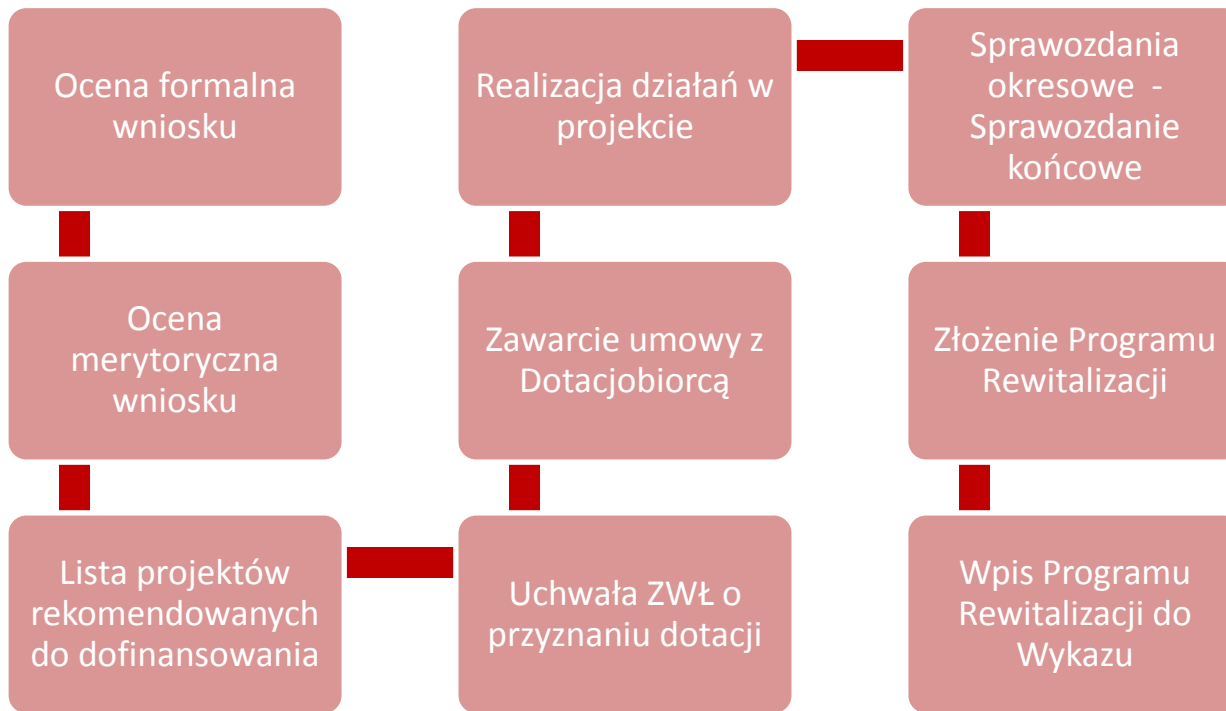 Ocena formalna
wniosku
Ocena
merytoryczna
wniosku
Lista projektów
rekomendowanych
do dofinansowania
Uchwała ZWŁ o
przyznaniu dotacji
Zawarcie umowy z
Dotacjobiorcą
Realizacja działań w
projekcie
Sprawozdania
okresowe -
Sprawozdanie
końcowe
Złożenie Programu
Rewitalizacji
Wpis Programu
Rewitalizacji do
Wykazu